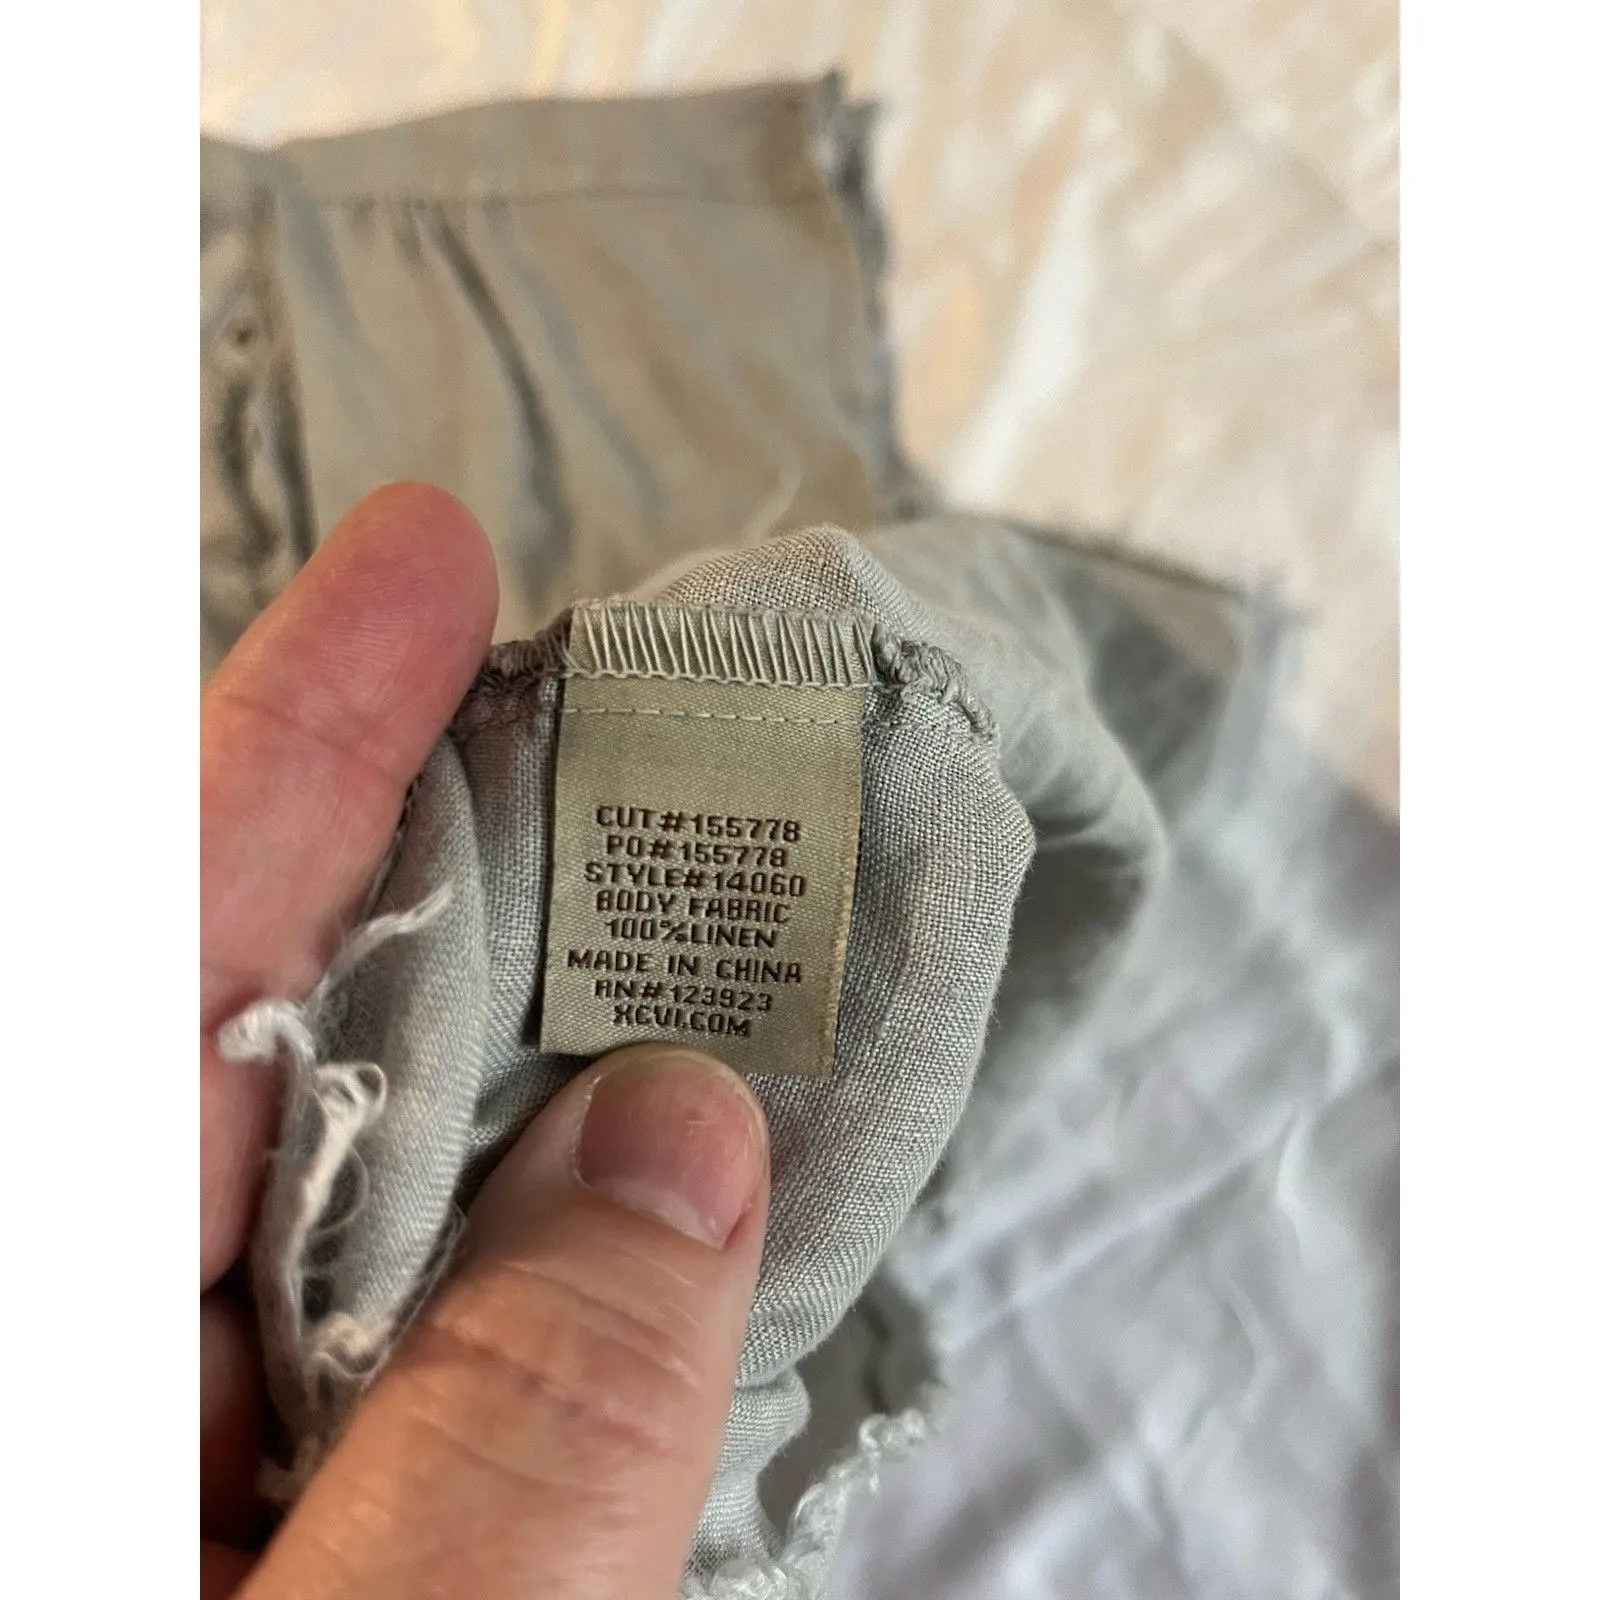 CUT#155778
PO#155778
STYLE#14060
BODY FABRIC
100%LINEN
MADE IN CHINA
RN#123923
XCVI.COM